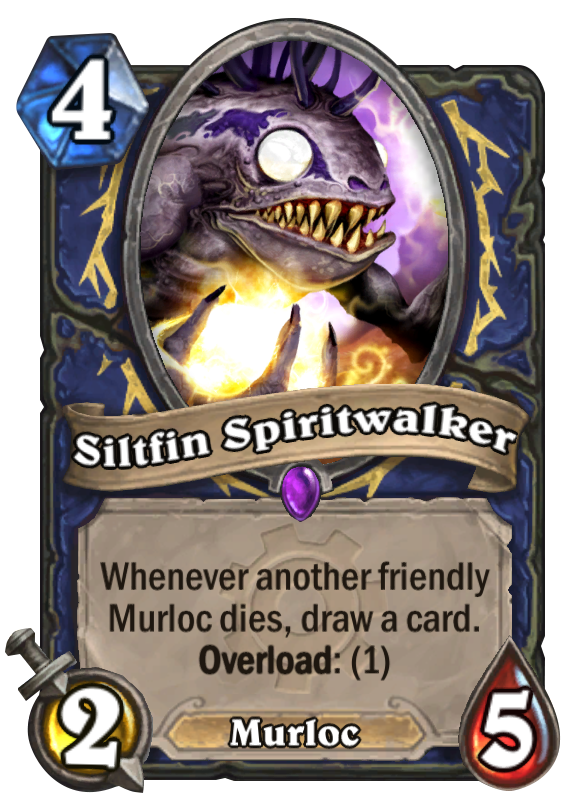 4
Siltfin Spiritwalker
Whenever another friendly
Murloc dies, draw a card.
Overload: (1)
2
Murloc
5